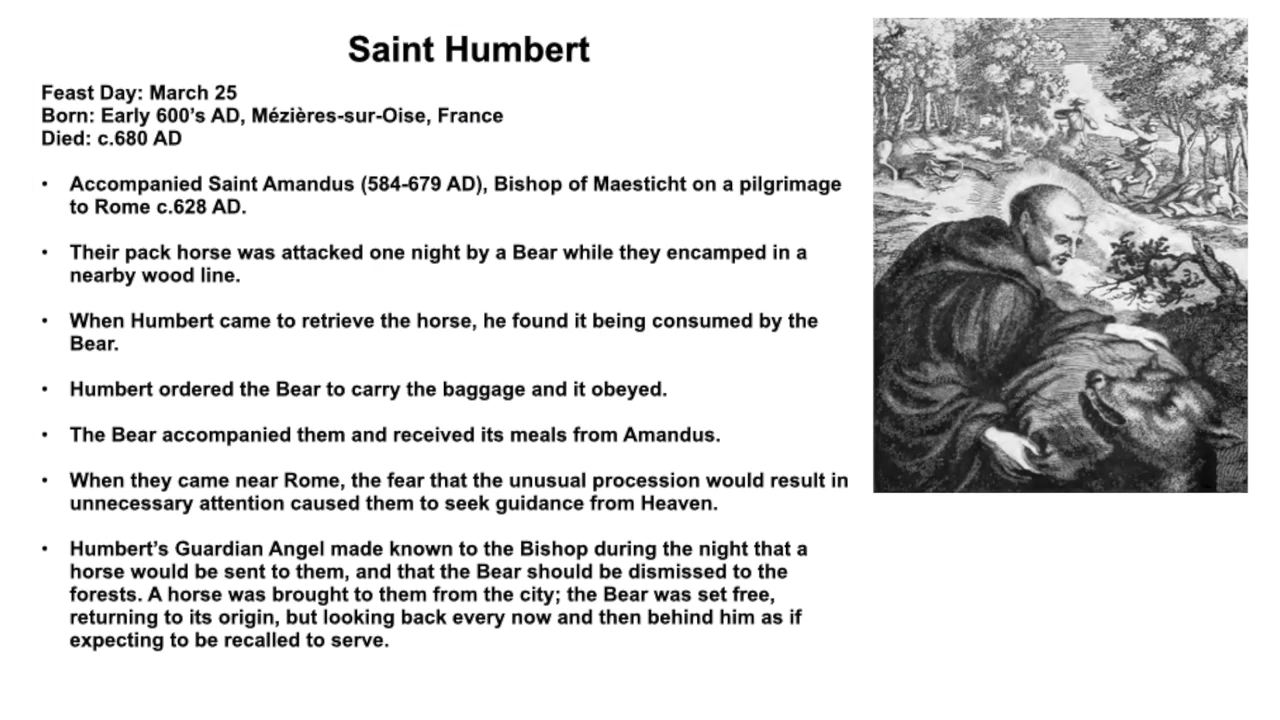 Saint Humbert
Feast Day: March 25
Born: Early 600's AD, Mézières-sur-Oise, France
Died: c.680 AD
• Accompanied Saint Amandus (584-679 AD), Bishop of Maesticht on a pilgrimage
to Rome c.628 AD.
• Their pack horse was attacked one night by a Bear while they encamped in a
nearby wood line.
• When Humbert came to retrieve the horse, he found it being consumed by the
Bear.
• Humbert ordered the Bear to carry the baggage and it obeyed.
• The Bear accompanied them and received its meals from Amandus.
• When they came near Rome, the fear that the unusual procession would result in
unnecessary attention caused them to seek guidance from Heaven.
• Humbert's Guardian Angel made known to the Bishop during the night that a
horse would be sent to them, and that the Bear should be dismissed to the
forests. A horse was brought to them from the city; the Bear was set free,
returning to its origin, but looking back every now and then behind him as if
expecting to be recalled to serve.